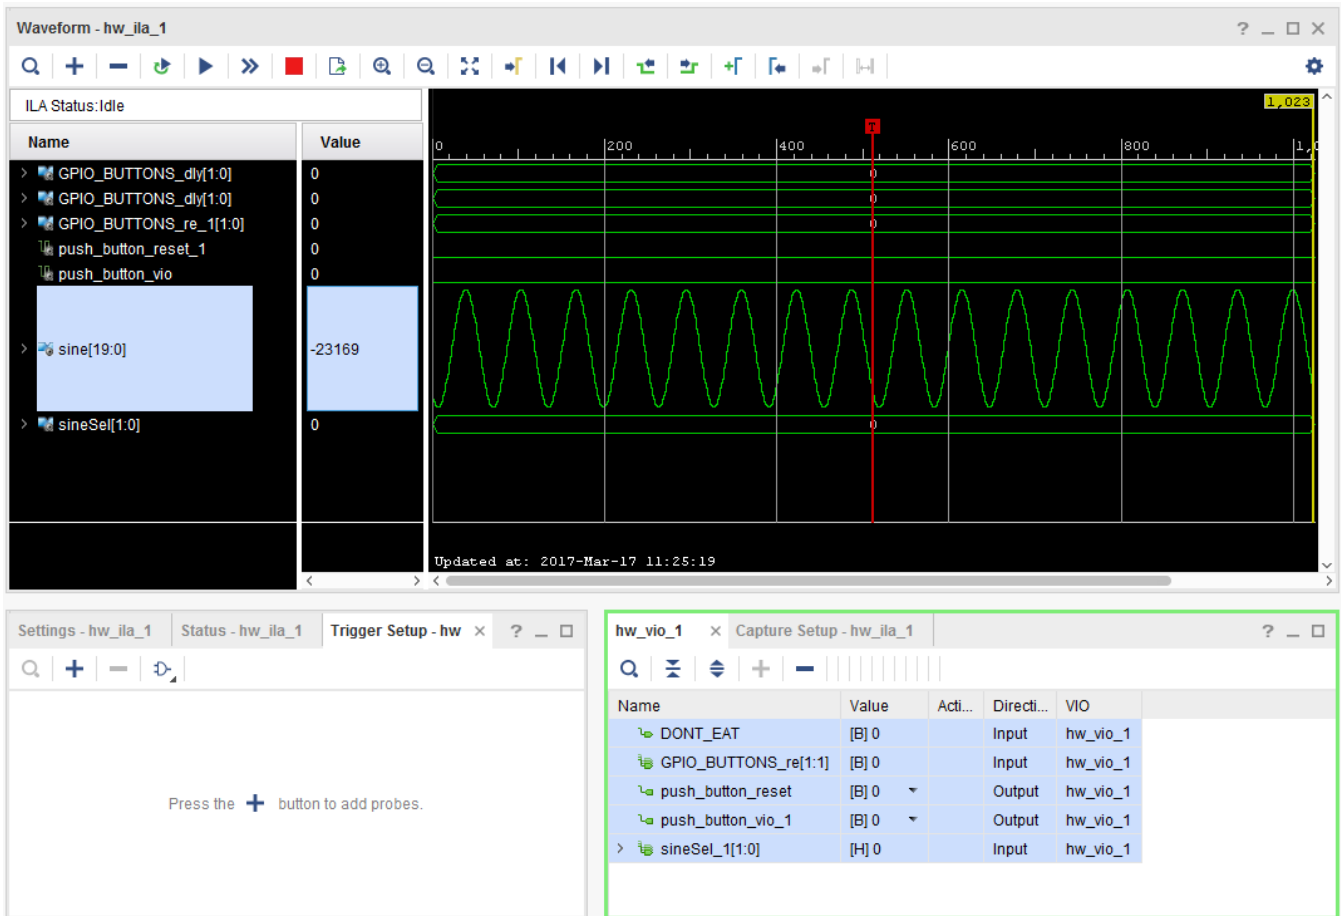 Waveform - hw_ila_1
ILA Status:Idle
1,023
Name Value
0 200 400 600 800 1,0
T
GPIO_BUTTONS_dly[1:0] 0 0
GPIO_BUTTONS_dly[1:0] 0 0
GPIO_BUTTONS_re_1[1:0] 0 0
push_button_reset_1 0
push_button_vio 0
sine[19:0] -23169
sineSel[1:0] 0 0
Updated at: 2017-Mar-17 11:25:19
Settings - hw_ila_1 Status - hw_ila_1 Trigger Setup - hw
Press the + button to add probes.
hw_vio_1 Capture Setup - hw_ila_1
Name Value Acti... Directi... VIO
DONT_EAT [B] 0 Input hw_vio_1
GPIO_BUTTONS_re[1:1] [B] 0 Input hw_vio_1
push_button_reset [B] 0 Output hw_vio_1
push_button_vio_1 [B] 0 Output hw_vio_1
sineSel_1[1:0] [H] 0 Input hw_vio_1